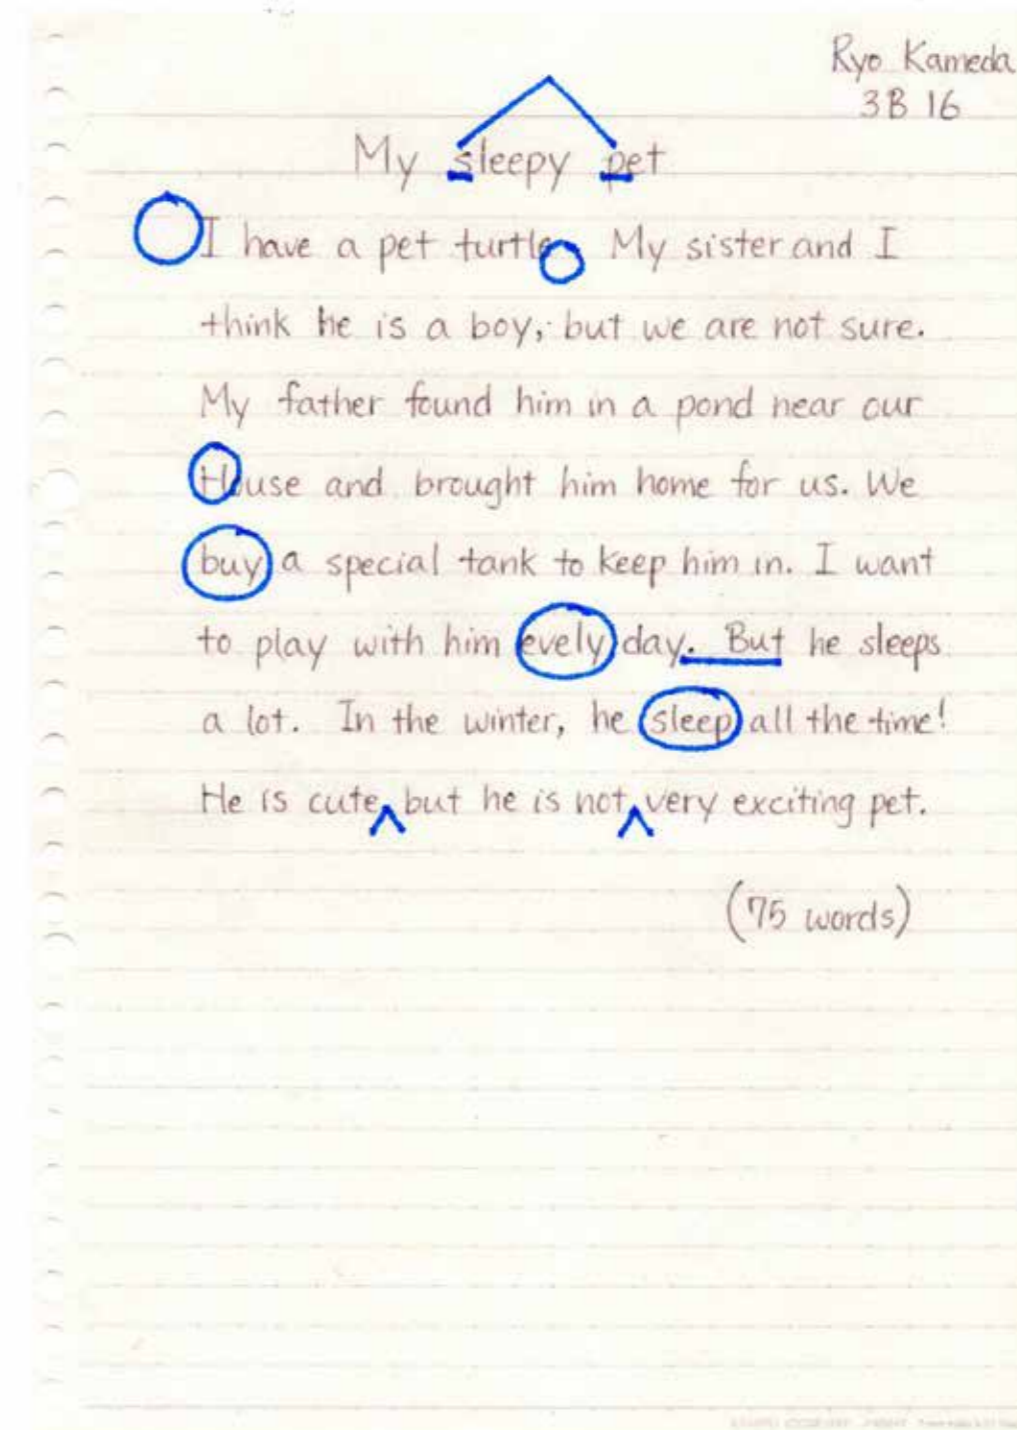 Ryo Kameda
3B 16
My sleepy pet
I have a pet turtle My sister and I
think he is a boy, but we are not sure.
My father found him in a pond near our
House and brought him home for us. We
buy a special tank to keep him in. I want
to play with him evely day. But he sleeps
a lot. In the winter, he sleep all the time!
He is cute but he is not very exciting pet.
(75 words)